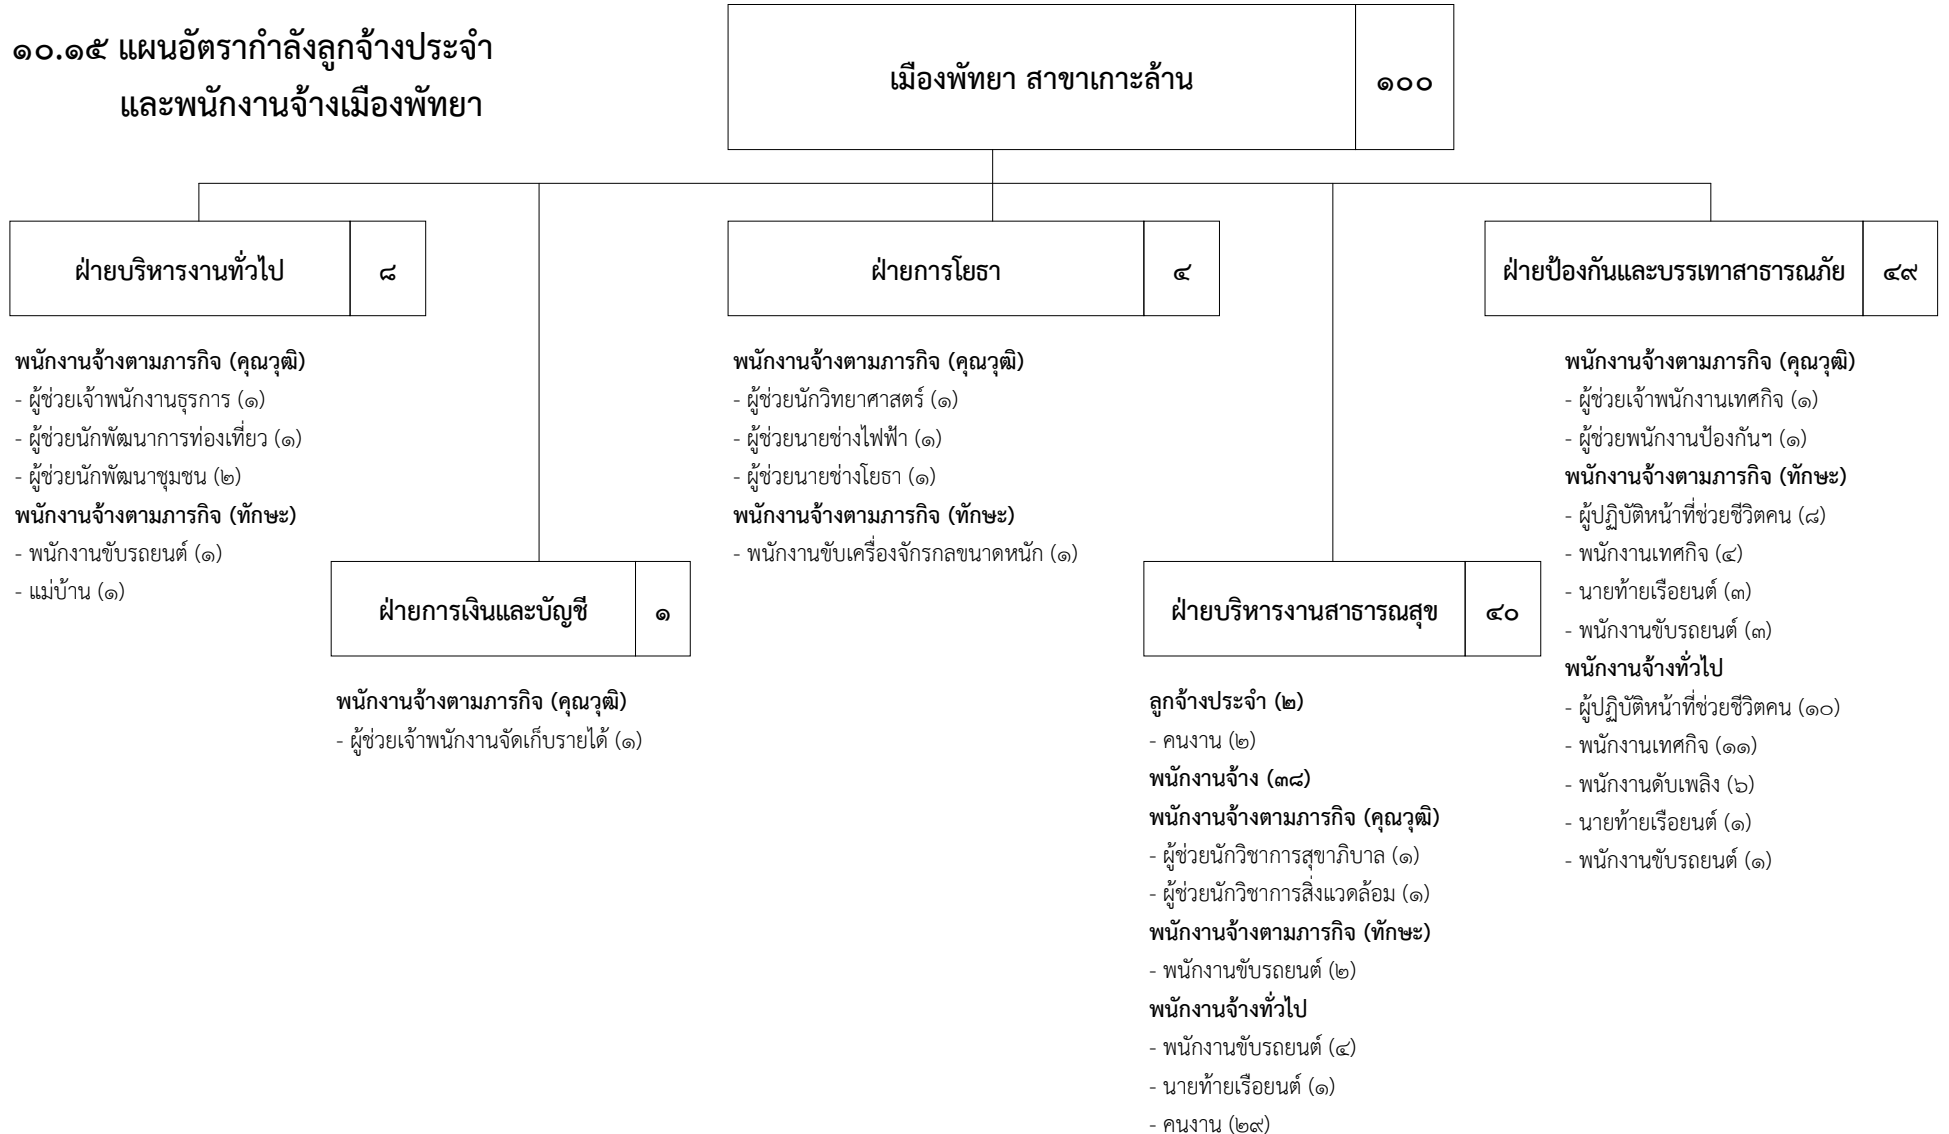 ๑๐.๑๕ แผนอัตรากำลังลูกจ้างประจำ
และพนักงานจ้างเมืองพัทยา
เมืองพัทยา สาขาเกาะล้าน
๑๐๐
ฝ่ายบริหารงานทั่วไป
๘
พนักงานจ้างตามภารกิจ (คุณวุฒิ)
- ผู้ช่วยเจ้าพนักงานธุรการ (๑)
- ผู้ช่วยนักพัฒนาการท่องเที่ยว (๑)
- ผู้ช่วยนักพัฒนาชุมชน (๒)
พนักงานจ้างตามภารกิจ (ทักษะ)
- พนักงานขับรถยนต์ (๑)
- แม่บ้าน (๑)
ฝ่ายการเงินและบัญชี
๑
พนักงานจ้างตามภารกิจ (คุณวุฒิ)
- ผู้ช่วยเจ้าพนักงานจัดเก็บรายได้ (๑)
ฝ่ายการโยธา
๔
พนักงานจ้างตามภารกิจ (คุณวุฒิ)
- ผู้ช่วยนักวิทยาศาสตร์ (๑)
- ผู้ช่วยนายช่างไฟฟ้า (๑)
- ผู้ช่วยนายช่างโยธา (๑)
พนักงานจ้างตามภารกิจ (ทักษะ)
- พนักงานขับเครื่องจักรกลขนาดหนัก (๑)
ฝ่ายบริหารงานสาธารณสุข
๔๐
ลูกจ้างประจำ (๒)
- คนงาน (๒)
พนักงานจ้าง (๓๘)
พนักงานจ้างตามภารกิจ (คุณวุฒิ)
- ผู้ช่วยนักวิชาการสุขาภิบาล (๑)
- ผู้ช่วยนักวิชาการสิ่งแวดล้อม (๑)
พนักงานจ้างตามภารกิจ (ทักษะ)
- พนักงานขับรถยนต์ (๒)
พนักงานจ้างทั่วไป
- พนักงานขับรถยนต์ (๔)
- นายท้ายเรือยนต์ (๑)
- คนงาน (๒๙)
ฝ่ายป้องกันและบรรเทาสาธารณภัย
๔๙
พนักงานจ้างตามภารกิจ (คุณวุฒิ)
- ผู้ช่วยเจ้าพนักงานเทศกิจ (๑)
- ผู้ช่วยพนักงานป้องกันฯ (๑)
พนักงานจ้างตามภารกิจ (ทักษะ)
- ผู้ปฏิบัติหน้าที่ช่วยชีวิตคน (๘)
- พนักงานเทศกิจ (๔)
- นายท้ายเรือยนต์ (๓)
- พนักงานขับรถยนต์ (๓)
พนักงานจ้างทั่วไป
- ผู้ปฏิบัติหน้าที่ช่วยชีวิตคน (๑๐)
- พนักงานเทศกิจ (๑๑)
- พนักงานดับเพลิง (๖)
- นายท้ายเรือยนต์ (๑)
- พนักงานขับรถยนต์ (๑)